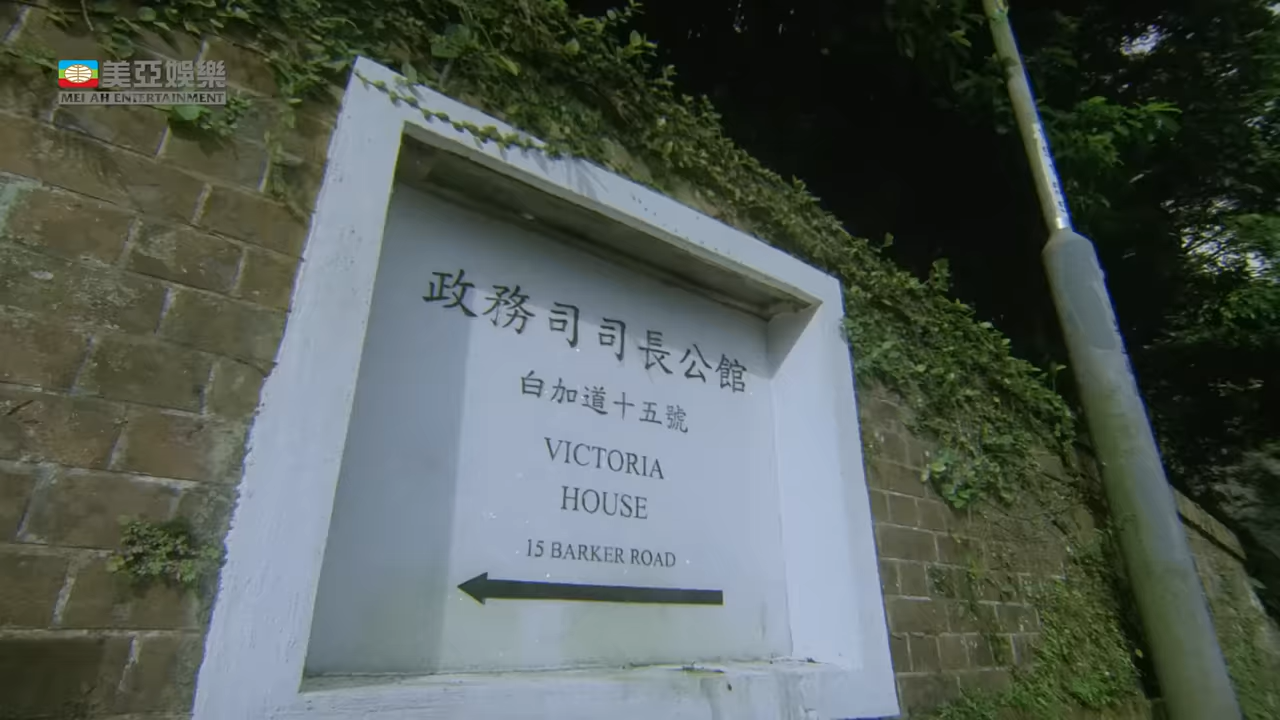 美亞娛樂
MEI AH ENTERTAINMENT
政務司司長公館
白加道十五號
VICTORIA
HOUSE
15 BARKER ROAD